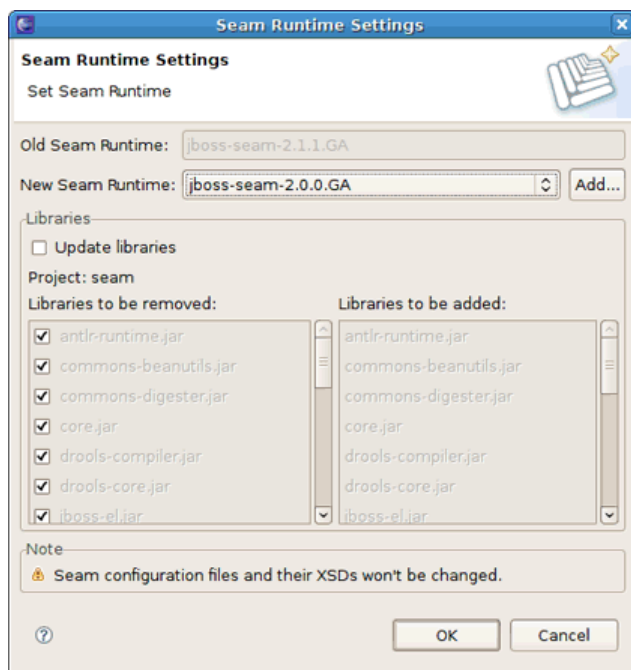 Seam Runtime Settings
Seam Runtime Settings
Set Seam Runtime
Old Seam Runtime: jboss-seam-2.1.1.GA
New Seam Runtime: jboss-seam-2.0.0.GA Add...
Libraries
Update libraries
Project: seam
Libraries to be removed: Libraries to be added:
antlr-runtime.jar antlr-runtime.jar
commons-beanutils.jar commons-beanutils.jar
commons-digester.jar commons-digester.jar
core.jar core.jar
drools-compiler.jar drools-compiler.jar
drools-core.jar drools-core.jar
jboss-el.jar jboss-el.jar
Note
Seam configuration files and their XSDs won't be changed.
? OK Cancel